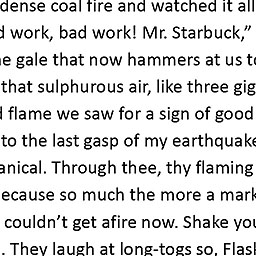 dense coal fire and watched it all
d work, bad work! Mr. Starbuck,”
e gale that now hammers at us to
that sulphurous air, like three gig
d flame we saw for a sign of good
to the last gasp of my earthquake
anical. Through thee, thy flaming
because so much the more a mark
couldn’t get afire now. Shake you
. They laugh at long-togs so, Flask